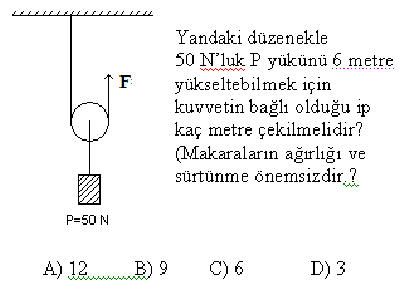 Yandaki düzenekle
50 N'luk P yükünü 6 metre
yükseltebilmek için
kuvvetin bağlı olduğu ip
kaç metre çekilmelidir?
(Makaraların ağırlığı ve
sürtünme önemsizdir.?
F
P=50 N
A) 12 B) 9 C) 6 D) 3